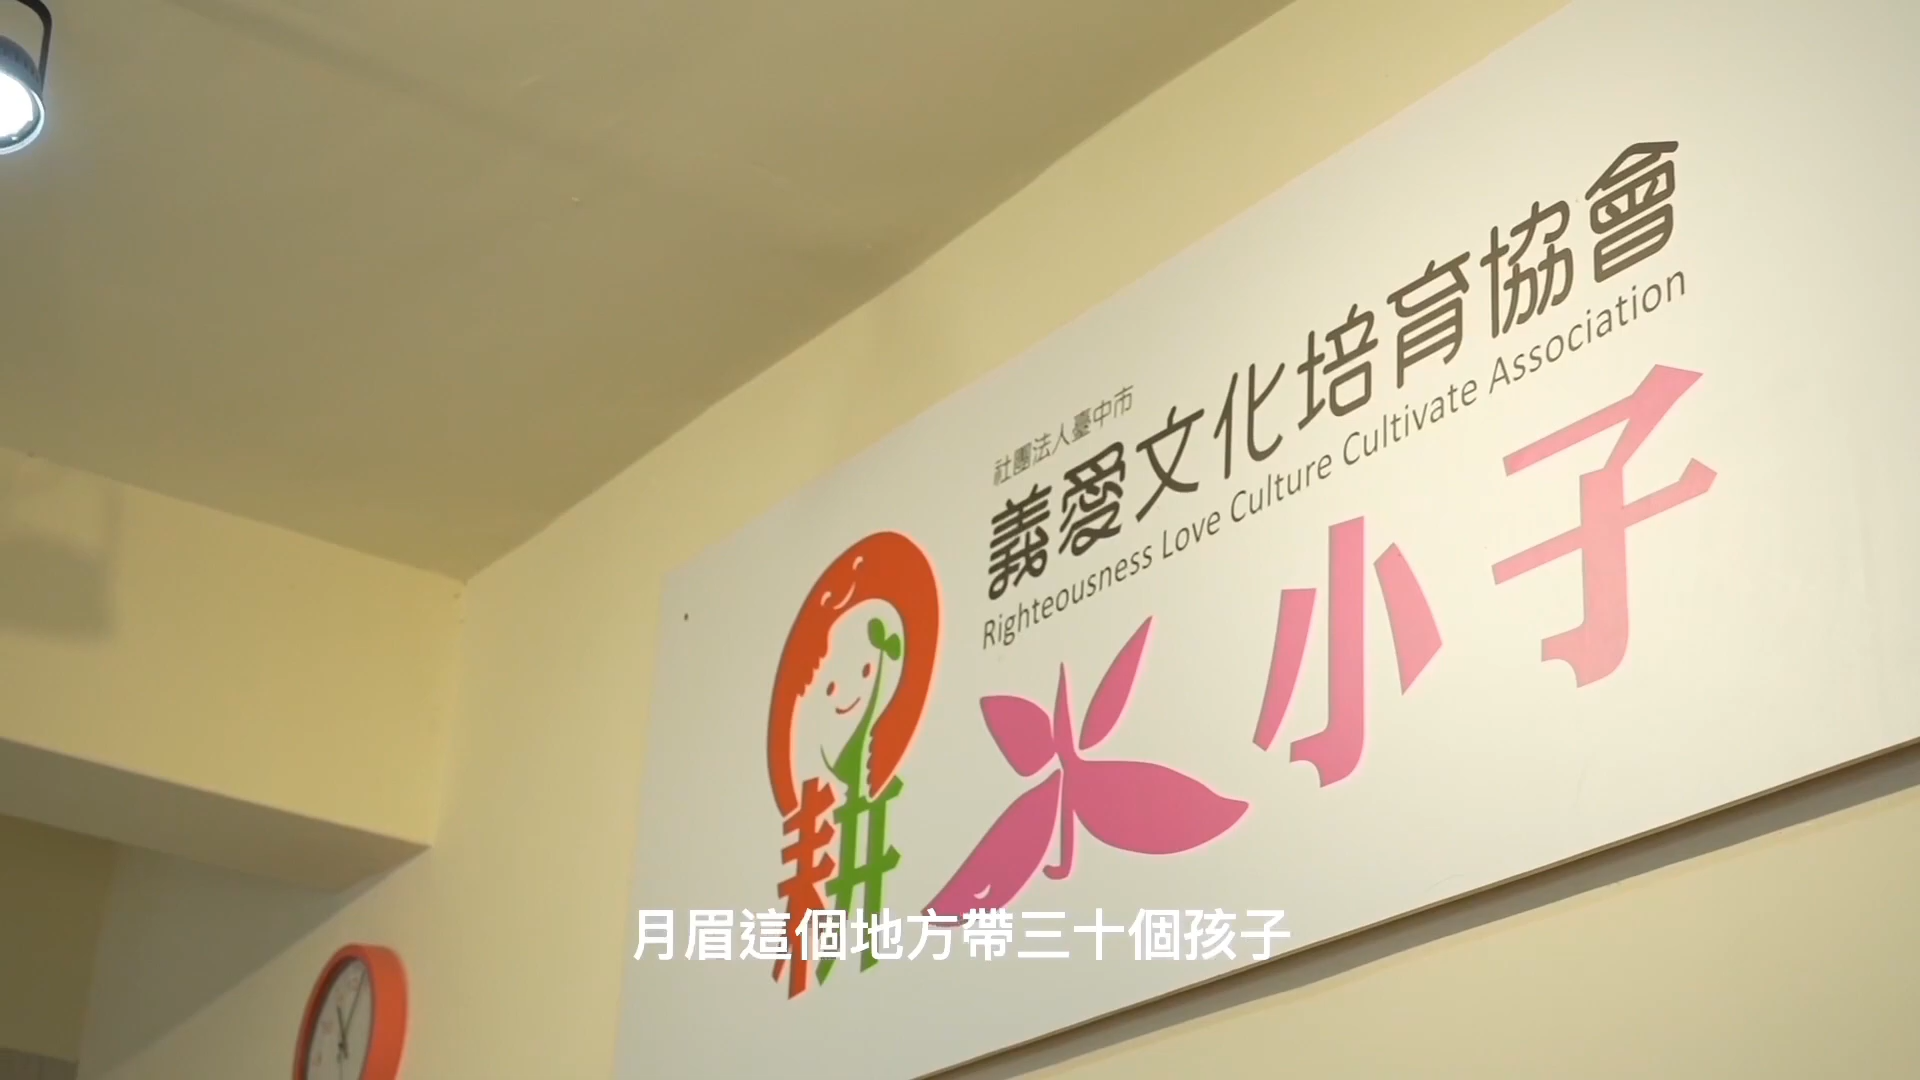 社團法人臺中市
義愛文化培育協會
Righteousness Love Culture Cultivate Association
耕水小子
月眉這個地方帶三十個孩子